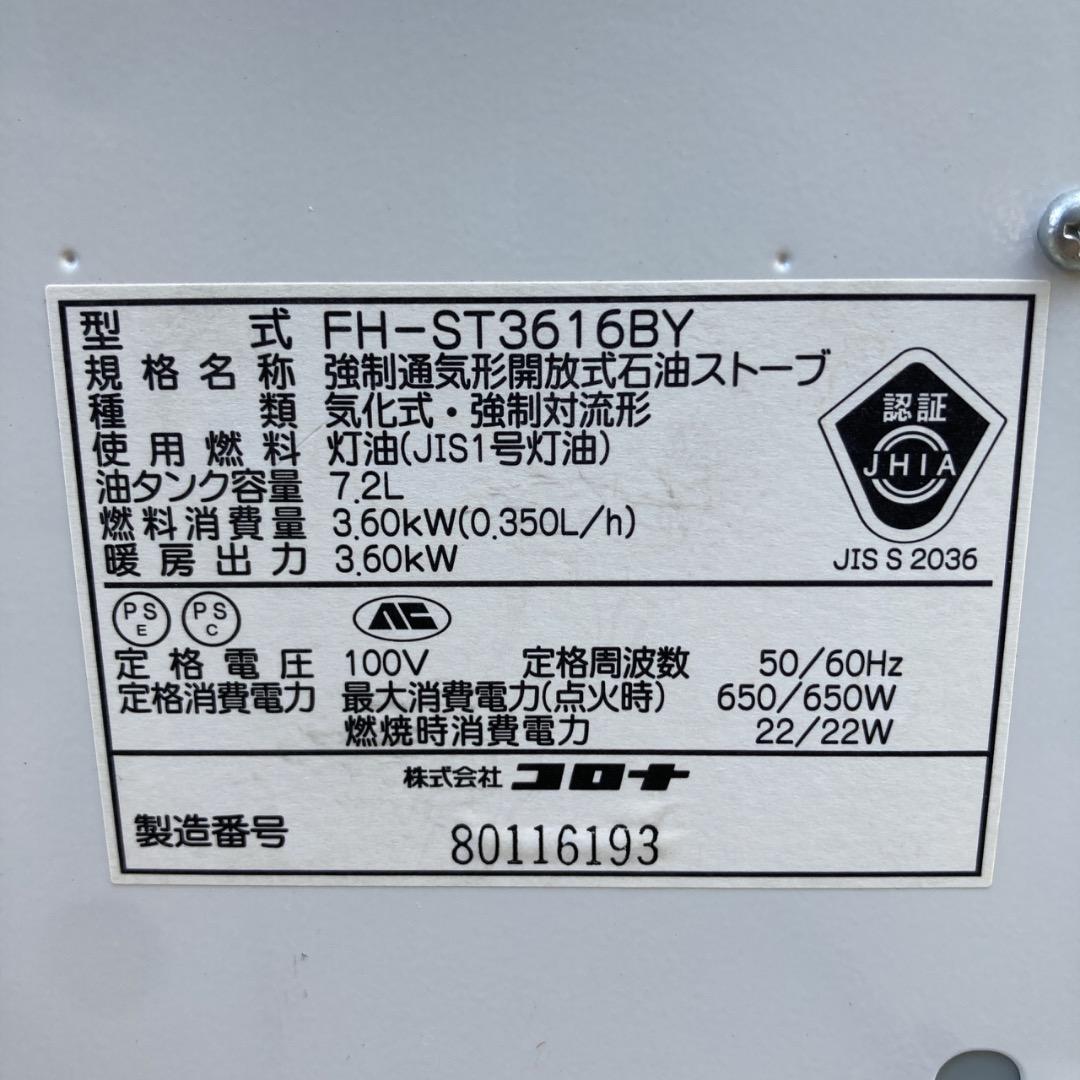 型式 FH-ST3616BY
規格名称 強制通気形開放式石油ストーブ
種類 気化式・強制対流形
使用燃料 灯油(JIS1号灯油)
油タンク容量 7.2L
燃料消費量 3.60kW(0.350L/h)
暖房出力 3.60kW
認証
JHIA
JIS S 2036
PS E PS C
定格電圧 100V 定格周波数 50/60Hz
定格消費電力 最大消費電力(点火時) 650/650W
燃焼時消費電力 22/22W
株式会社 コロナ
製造番号 80116193